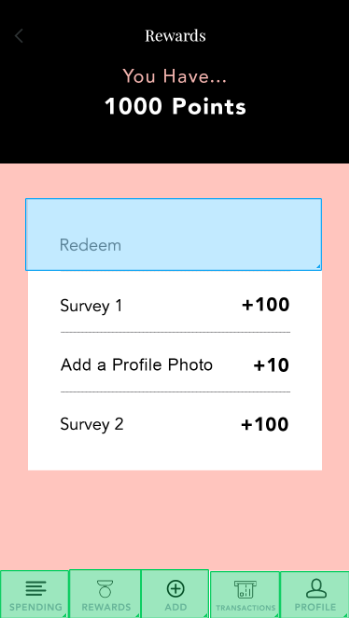 Rewards
You Have...
1000 Points
Redeem
Survey 1 +100
Add a Profile Photo +10
Survey 2 +100
SPENDING REWARDS ADD TRANSACTIONS PROFILE